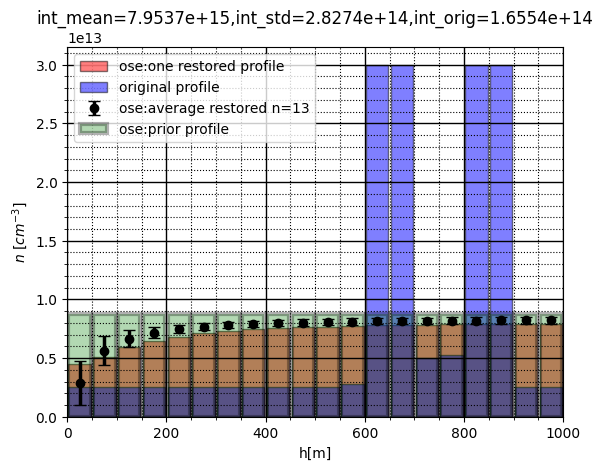 int_mean=7.9537e+15,int_std=2.8274e+14,int_orig=1.6554e+14
1e13
ose:one restored profile
original profile
ose:average restored n=13
ose:prior profile
3.0
2.5
2.0
1.5
1.0
0.5
0.0
n [cm⁻³]
0 200 400 600 800 1000
h[m]